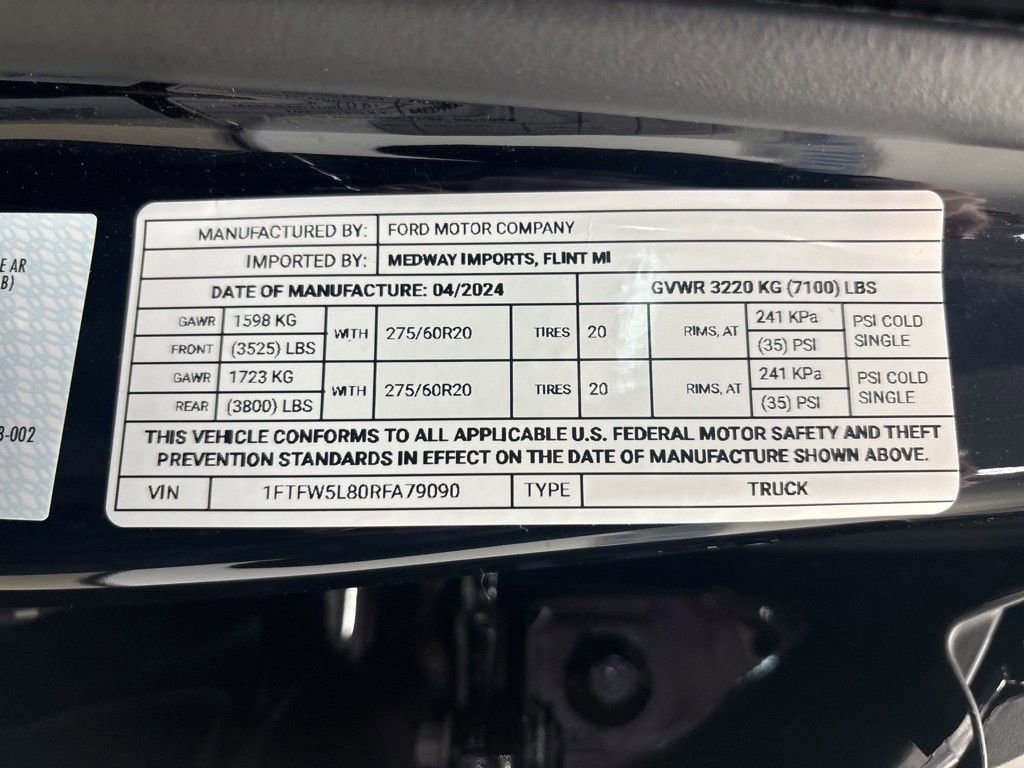 E AR
B)
3-002
MANUFACTURED BY: FORD MOTOR COMPANY
IMPORTED BY: MEDWAY IMPORTS, FLINT MI
DATE OF MANUFACTURE: 04/2024 GVWR 3220 KG (7100) LBS
GAWR 1598 KG WITH 275/60R20 TIRES 20 RIMS, AT 241 KPa PSI COLD
FRONT (3525) LBS (35) PSI SINGLE
GAWR 1723 KG WITH 275/60R20 TIRES 20 RIMS, AT 241 KPa PSI COLD
REAR (3800) LBS (35) PSI SINGLE
THIS VEHICLE CONFORMS TO ALL APPLICABLE U.S. FEDERAL MOTOR SAFETY AND THEFT
PREVENTION STANDARDS IN EFFECT ON THE DATE OF MANUFACTURE SHOWN ABOVE.
VIN 1FTFW5L80RFA79090 TYPE TRUCK